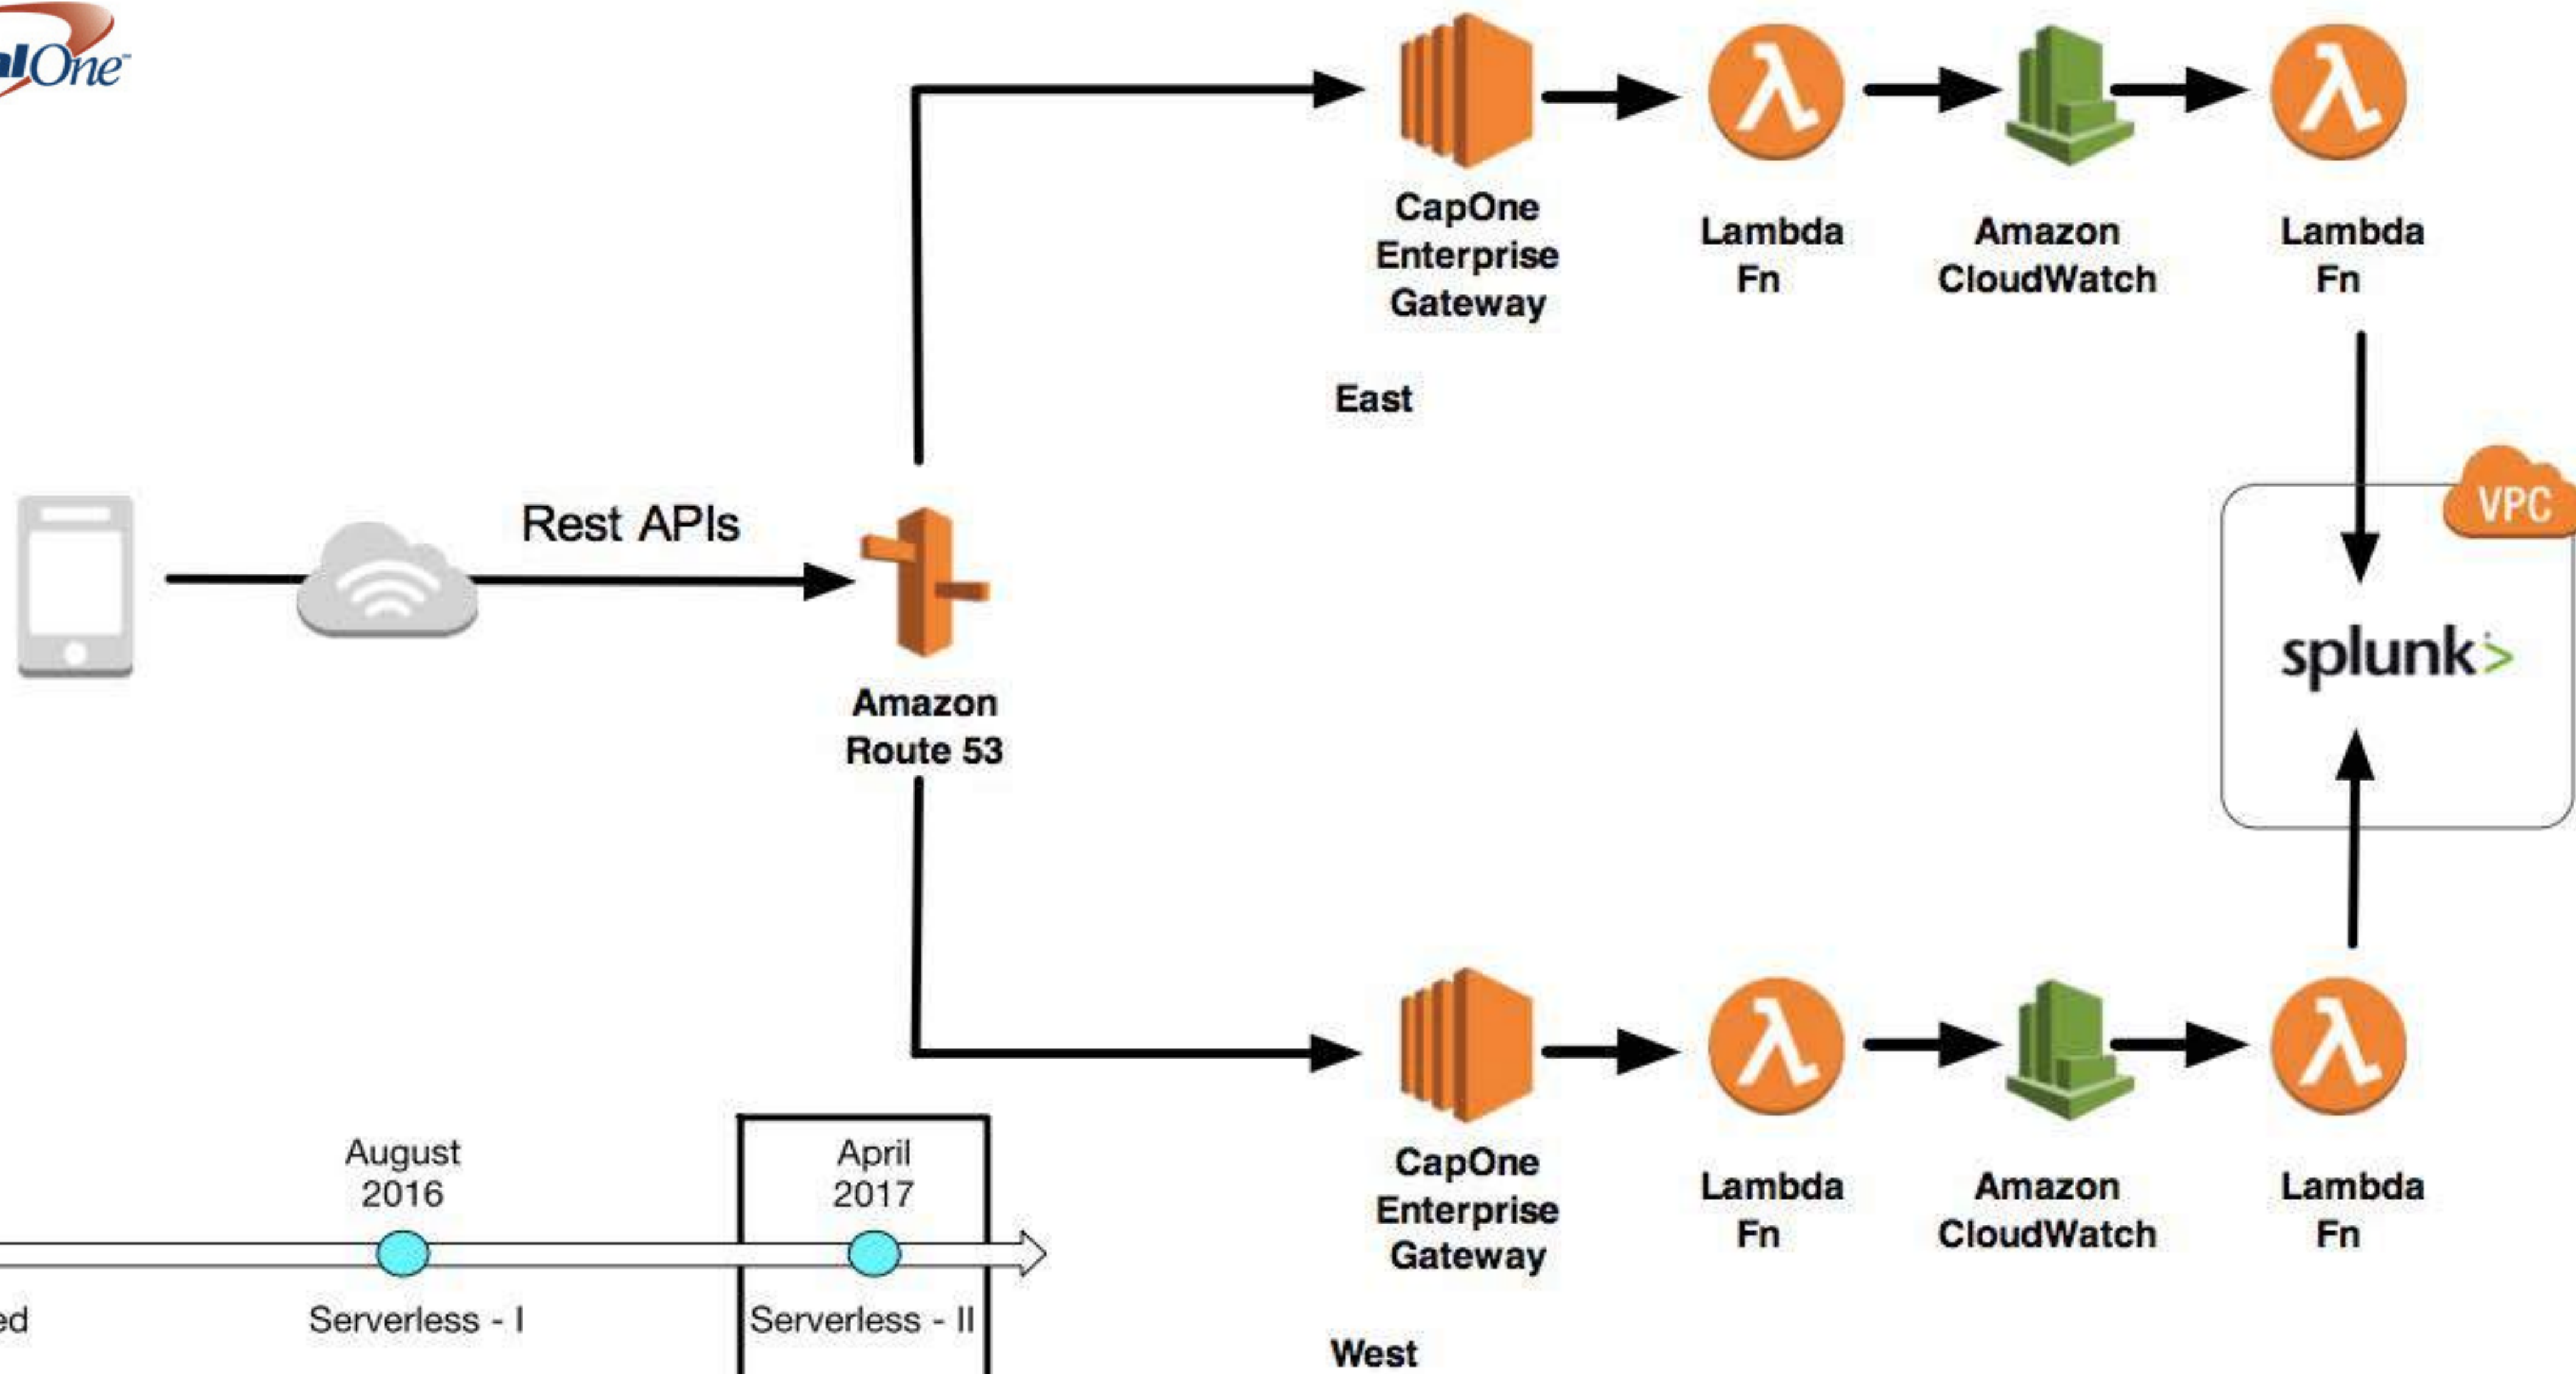 alOne
CapOne
Enterprise
Gateway
Lambda
Fn
Amazon
CloudWatch
Lambda
Fn
East
Rest APIs
Amazon
Route 53
VPC
splunk>
CapOne
Enterprise
Gateway
Lambda
Fn
Amazon
CloudWatch
Lambda
Fn
West
August
2016
April
2017
ed
Serverless - I
Serverless - II